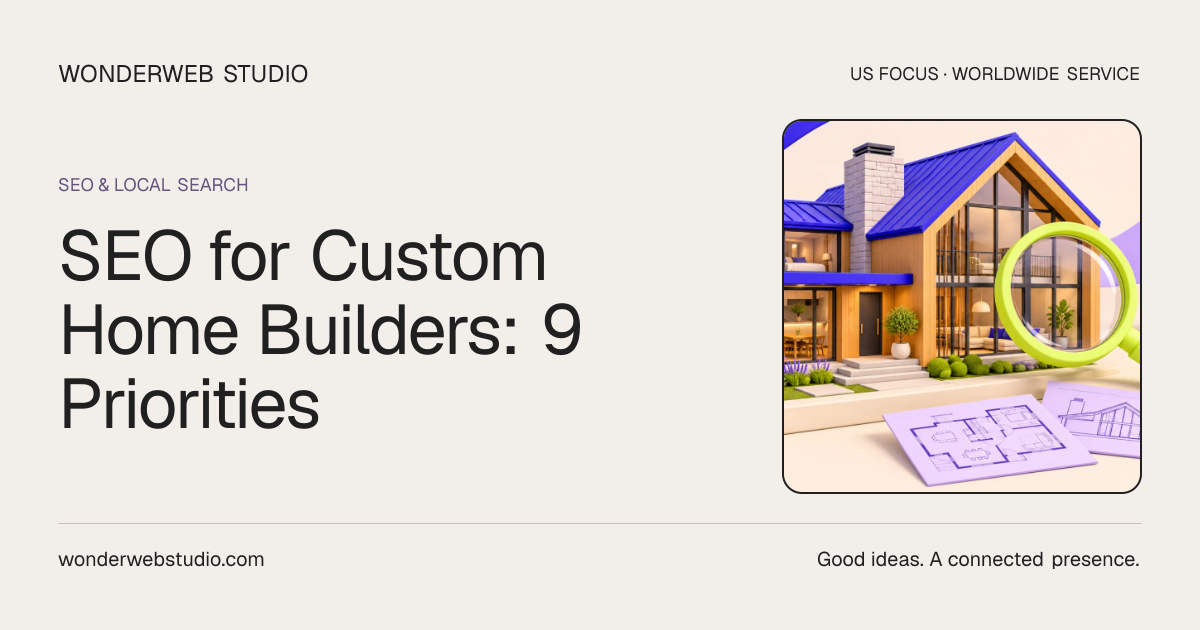 WONDERWEB STUDIO
US FOCUS · WORLDWIDE SERVICE
SEO & LOCAL SEARCH
SEO for Custom
Home Builders: 9
Priorities
wonderwebstudio.com
Good ideas. A connected presence.